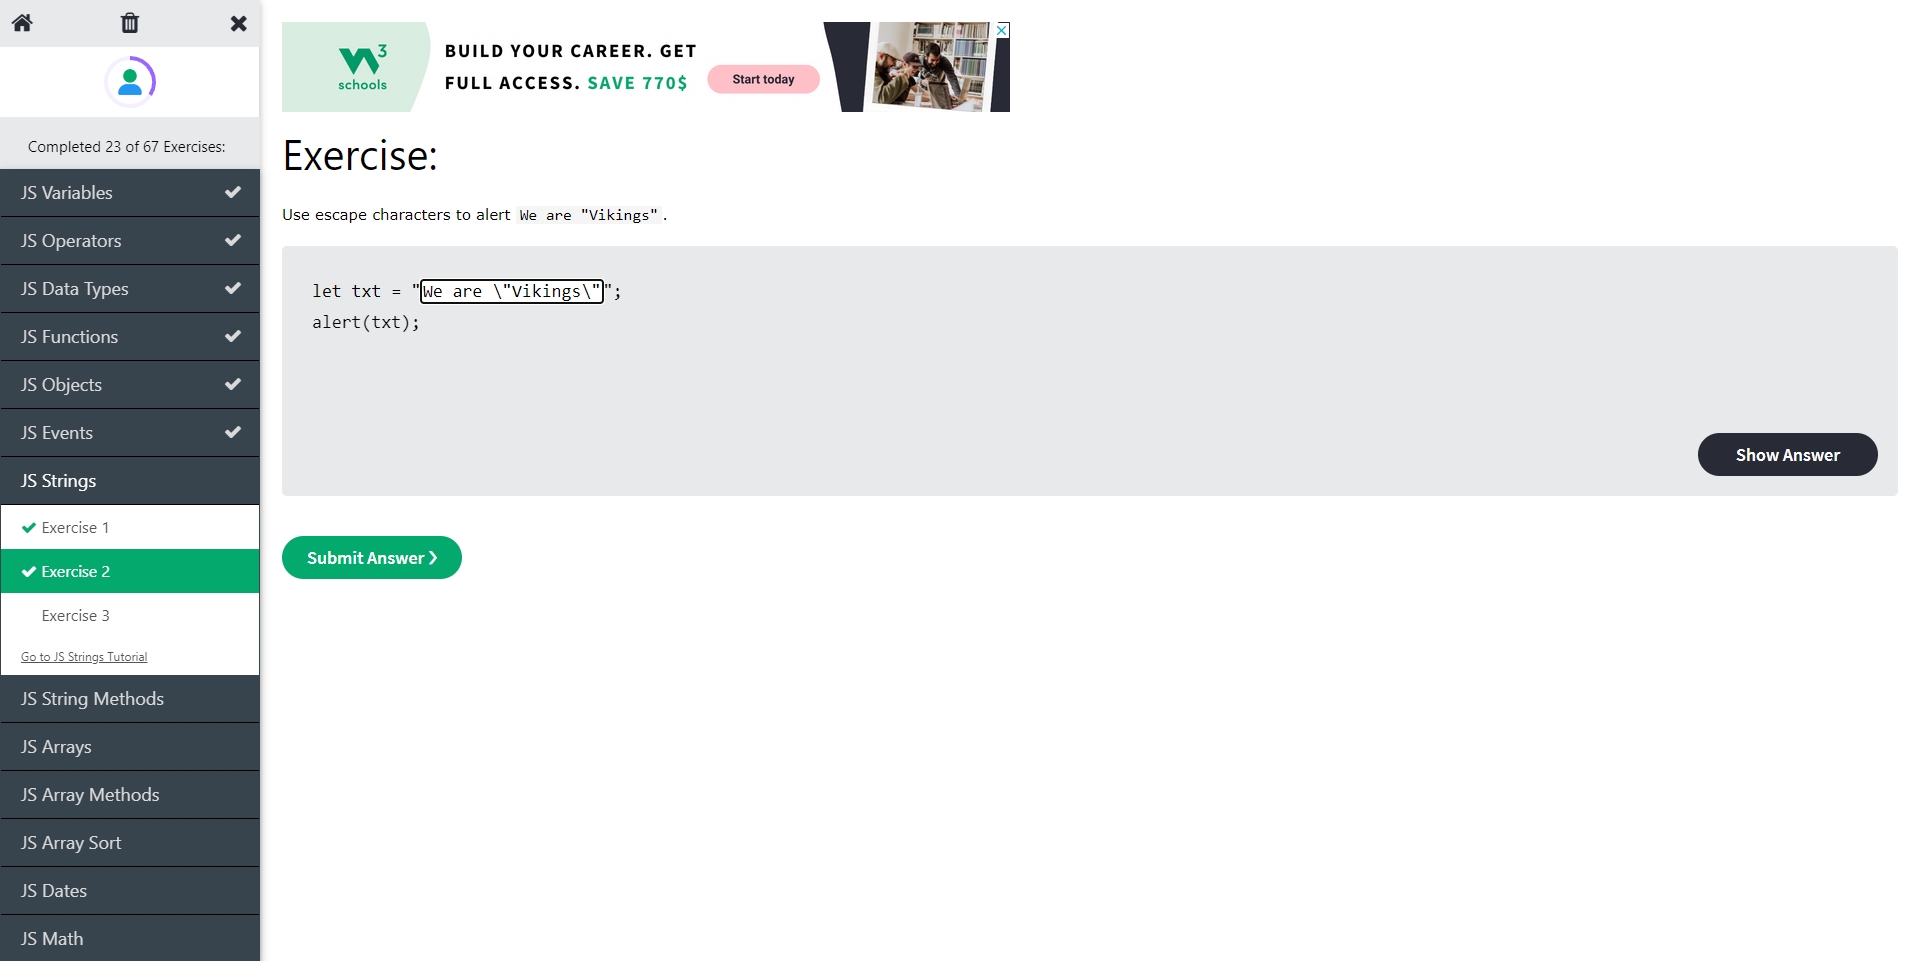 Completed 23 of 67 Exercises:
JS Variables
JS Operators
JS Data Types
JS Functions
JS Objects
JS Events
JS Strings
Exercise 1
Exercise 2
Exercise 3
Go to JS Strings Tutorial
JS String Methods
JS Arrays
JS Array Methods
JS Array Sort
JS Dates
JS Math
W3
schools
BUILD YOUR CAREER. GET
FULL ACCESS. SAVE 770$
Start today
Exercise:
Use escape characters to alert We are "Vikings".
let txt = "We are \"Vikings\"";
alert(txt);
Show Answer
Submit Answer ❯